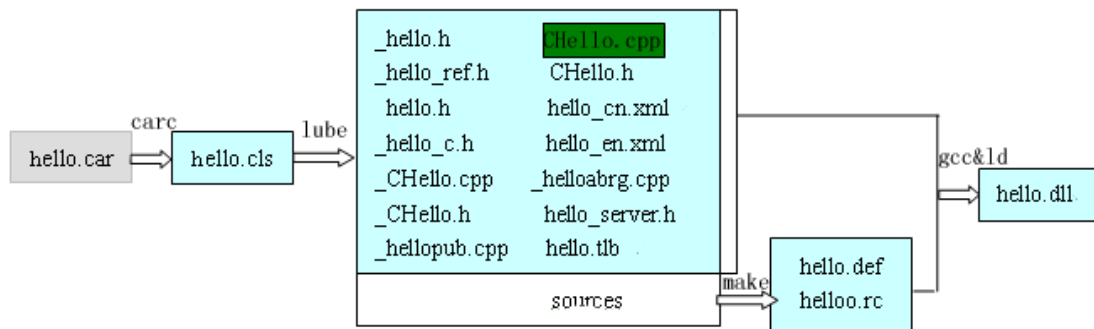 _hello.h CHello.cpp
_hello_ref.h CHello.h
hello.h hello_cn.xml
carc
lube
_hello_c.h hello_en.xml
hello.car
hello.cls
gcc&ld
_CHello.cpp _helloabrg.cpp
hello.dll
_CHello.h hello_server.h
_hellopub.cpp hello.tlb
hello.def
make
sources
helloo.rc